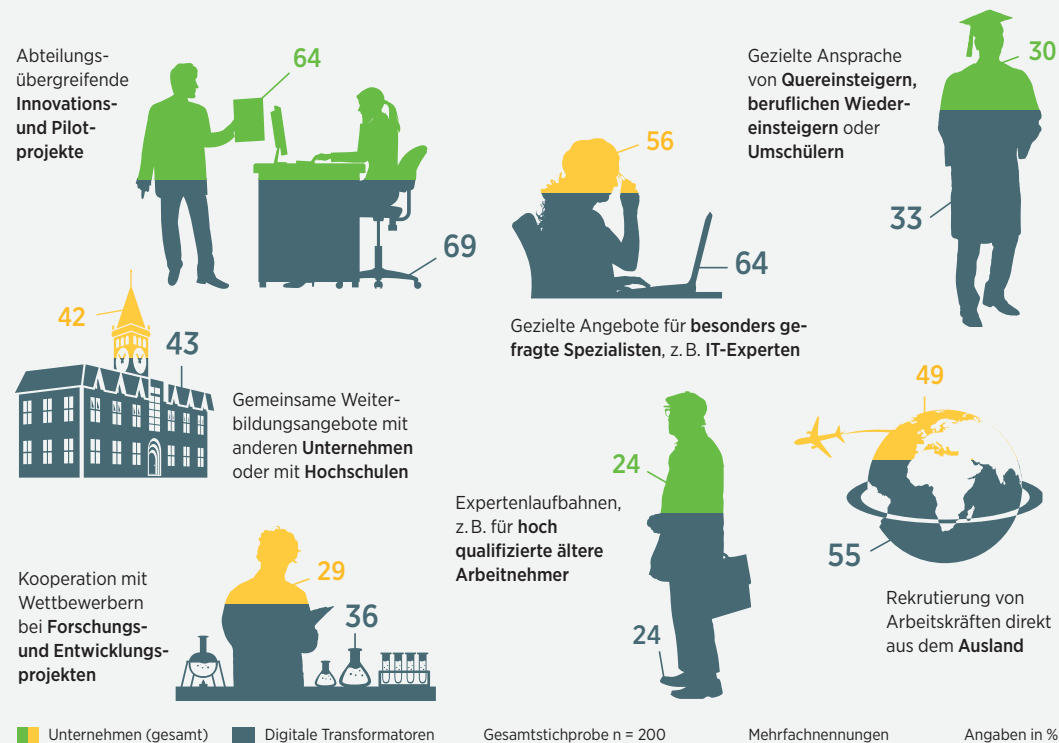 Abteilungs-
übergreifende
Innovations-
und Pilot-
projekte
64
69
56
64
Gezielte Angebote für besonders ge-
fragte Spezialisten, z. B. IT-Experten
Gezielte Ansprache
von Quereinsteigern,
beruflichen Wieder-
einsteigern oder
Umschülern
30
33
42
43
Gemeinsame Weiter-
bildungsangebote mit
anderen Unternehmen
oder mit Hochschulen
Expertenlaufbahnen,
z. B. für hoch
qualifizierte ältere
Arbeitnehmer
24
24
49
55
Rekrutierung von
Arbeitskräften direkt
aus dem Ausland
Kooperation mit
Wettbewerbern
bei Forschungs-
und Entwicklungs-
projekten
29
36
Unternehmen (gesamt) Digitale Transformatoren Gesamtstichprobe n = 200 Mehrfachnennungen Angaben in %